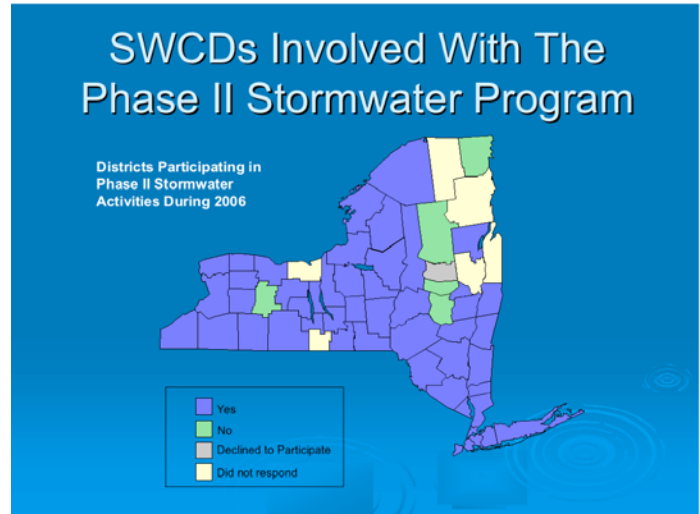 SWCDs Involved With The
Phase II Stormwater Program
Districts Participating in
Phase II Stormwater
Activities During 2006
Yes
No
Declined to Participate
Did not respond